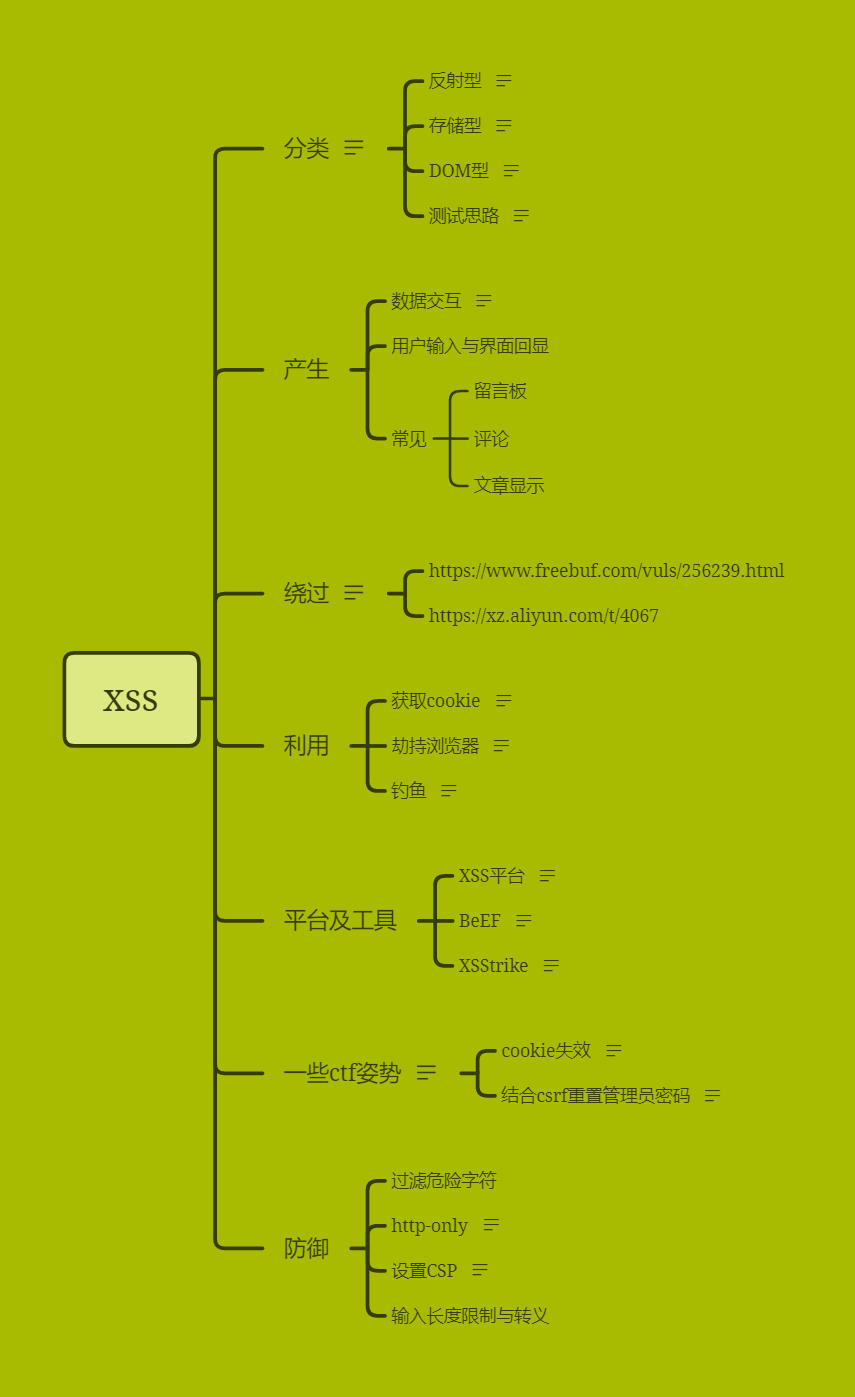 XSS
分类
反射型
存储型
DOM型
测试思路
产生
数据交互
用户输入与界面回显
常见
留言板
评论
文章显示
绕过
https://www.freebuf.com/vuls/256239.html
https://xz.aliyun.com/t/4067
利用
获取cookie
劫持浏览器
钓鱼
平台及工具
XSS平台
BeEF
XSStrike
一些ctf姿势
cookie失效
结合csrf重置管理员密码
防御
过滤危险字符
http-only
设置CSP
输入长度限制与转义